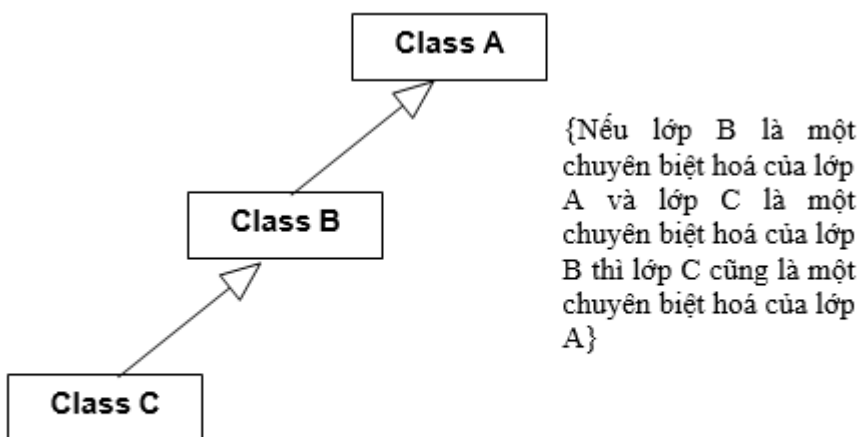 Class A
Class B
Class C
{Nếu lớp B là một
chuyên biệt hoá của lớp
A và lớp C là một
chuyên biệt hoá của lớp
B thì lớp C cũng là một
chuyên biệt hoá của lớp
A}